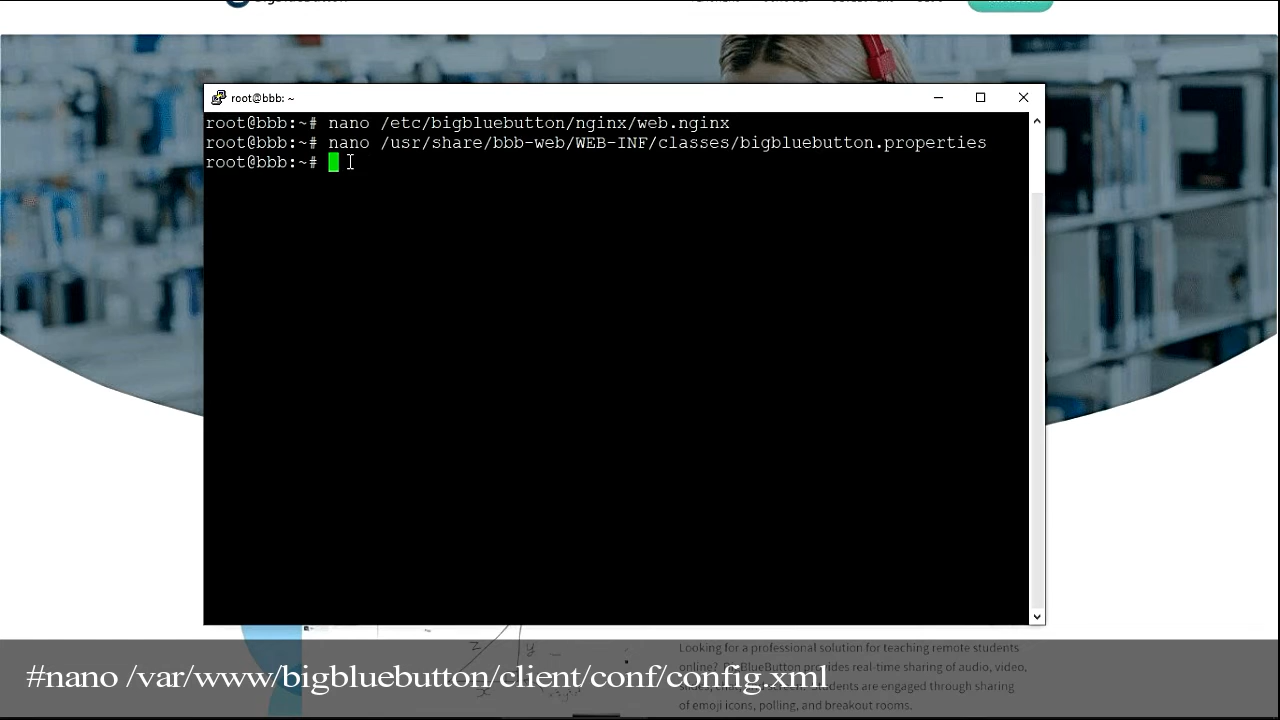 root@bbb: ~
root@bbb:~# nano /etc/bigbluebutton/nginx/web.nginx
root@bbb:~# nano /usr/share/bbb-web/WEB-INF/classes/bigbluebutton.properties
root@bbb:~#
Looking for a professional solution for teaching remote students
online? BigBlueButton provides real-time sharing of audio, video,
slides, chat, and screen. Students are engaged through sharing
of emoji icons, polling, and breakout rooms.
#nano /var/www/bigbluebutton/client/conf/config.xml